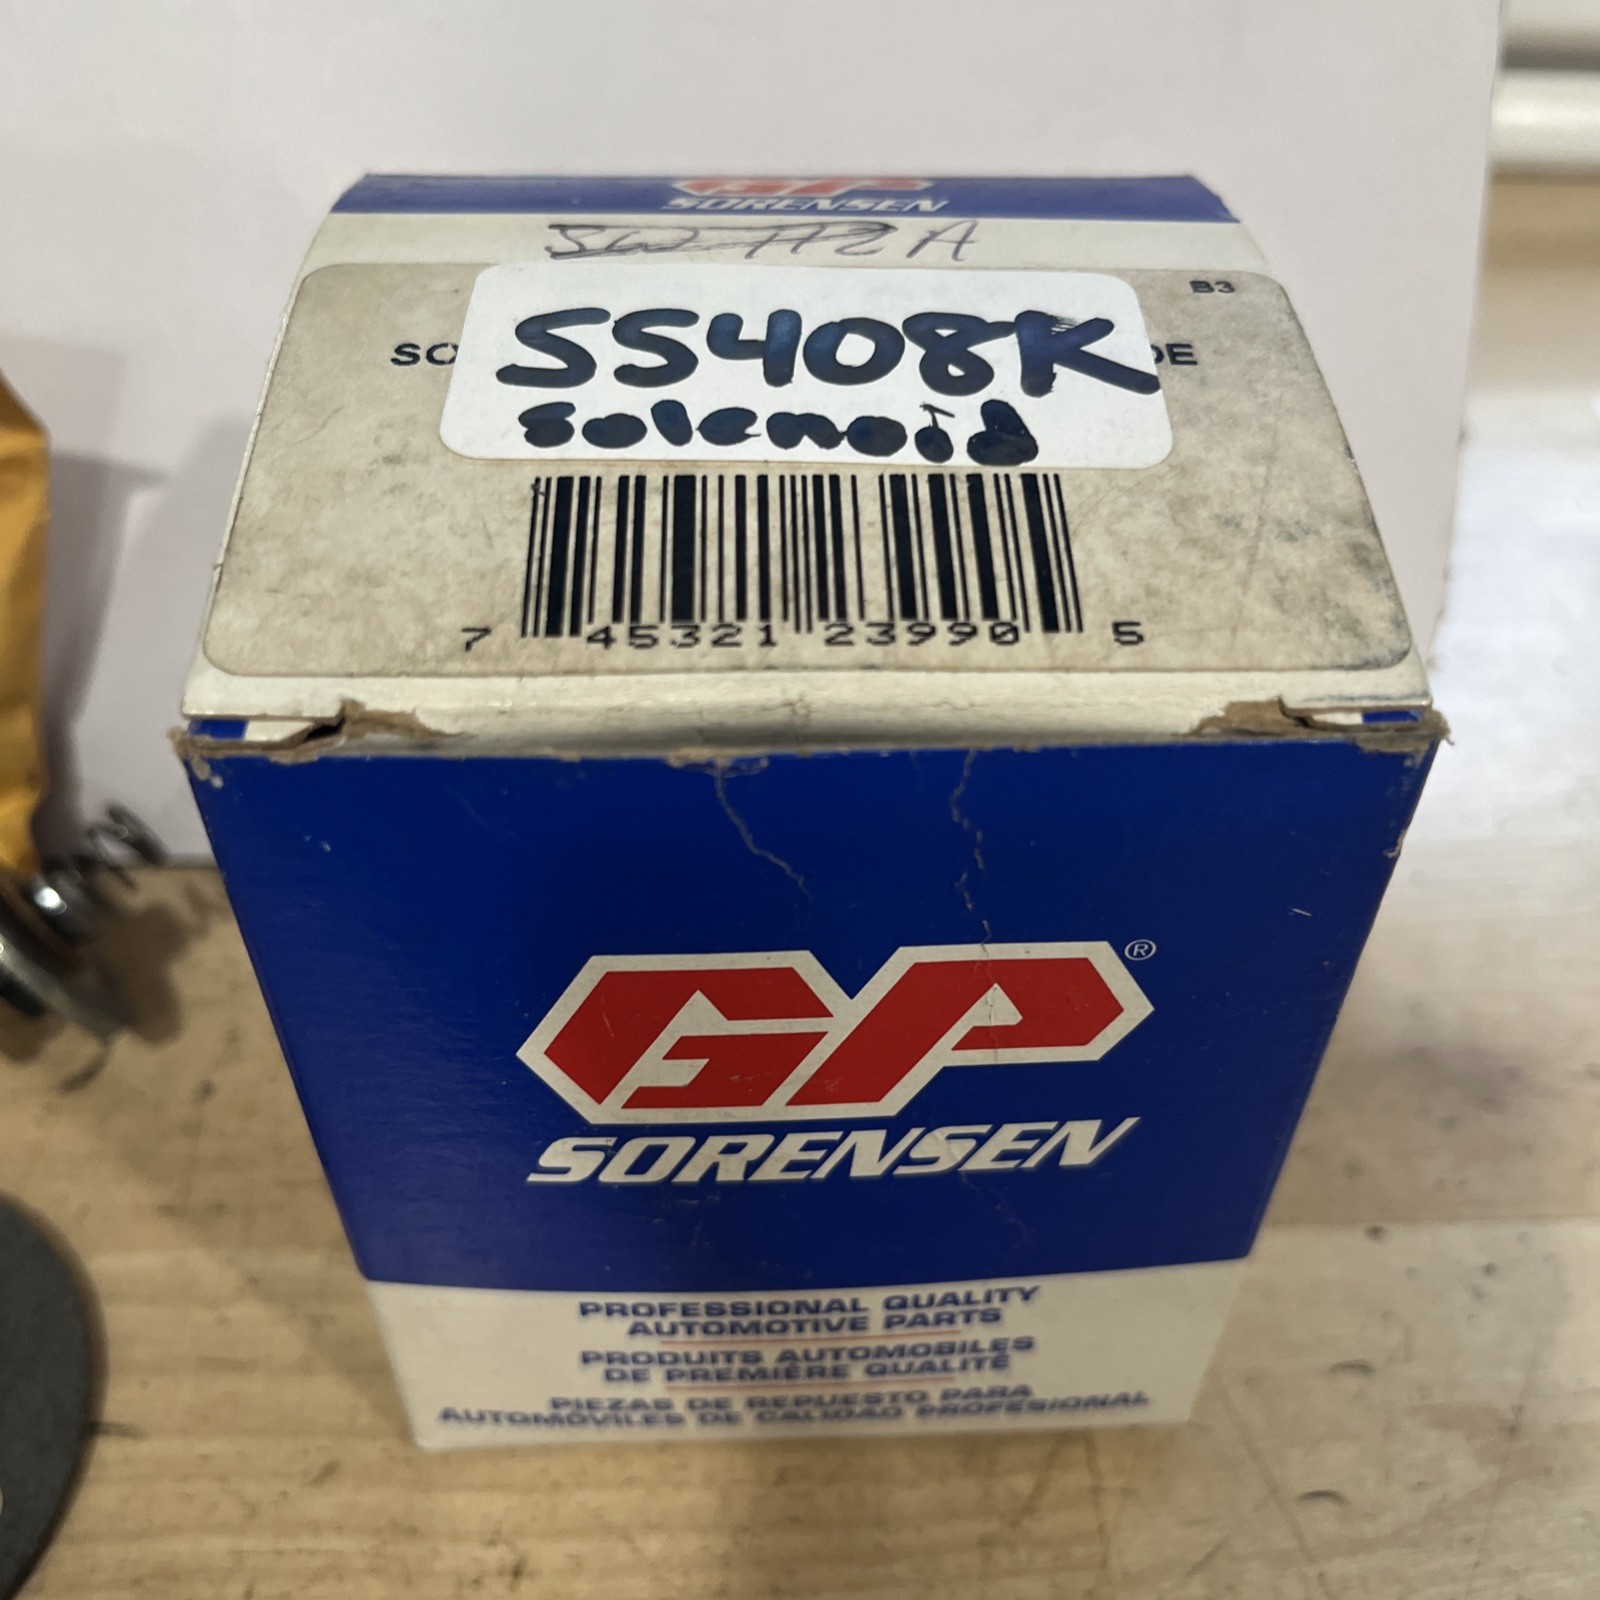 GP
SORENSEN
B3
SS408K
solenoid
7 45321 23990 5
GP®
SORENSEN
PROFESSIONAL QUALITY
AUTOMOTIVE PARTS
PRODUITS AUTOMOBILES
DE PREMIÈRE QUALITÉ
PIEZAS DE REPUESTO PARA
AUTOMÓVILES DE CALIDAD PROFESIONAL